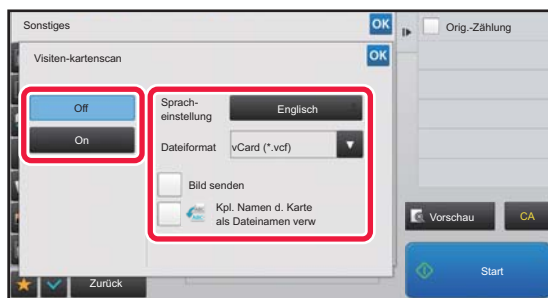 Sonstiges
OK
Orig.-Zählung
Visiten-kartenscan
OK
Off
On
Sprach-
einstellung
Englisch
Dateiformat
vCard (*.vcf)
Bild senden
Kpl. Namen d. Karte
als Dateinamen verw
Vorschau
CA
Zurück
Start